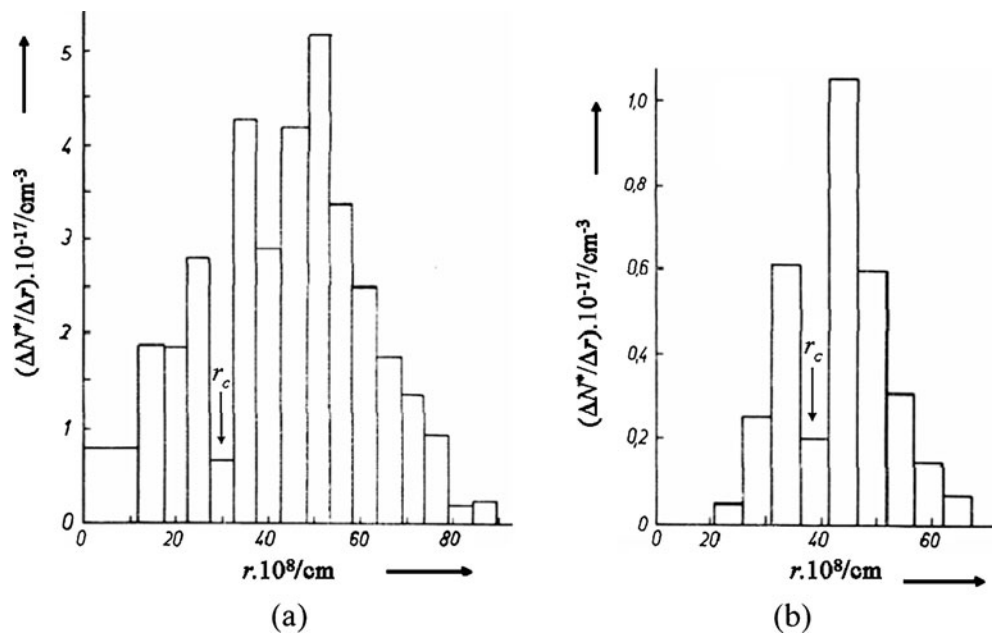 5
4
3
2
1
0
(ΔN*/Δr).10⁻¹⁷/cm⁻³
r_c
0 20 40 60 80
r.10⁸/cm
(a)
1,0
0,8
0,6
0,4
0,2
0
(ΔN*/Δr).10⁻¹⁷/cm⁻³
r_c
0 20 40 60
r.10⁸/cm
(b)